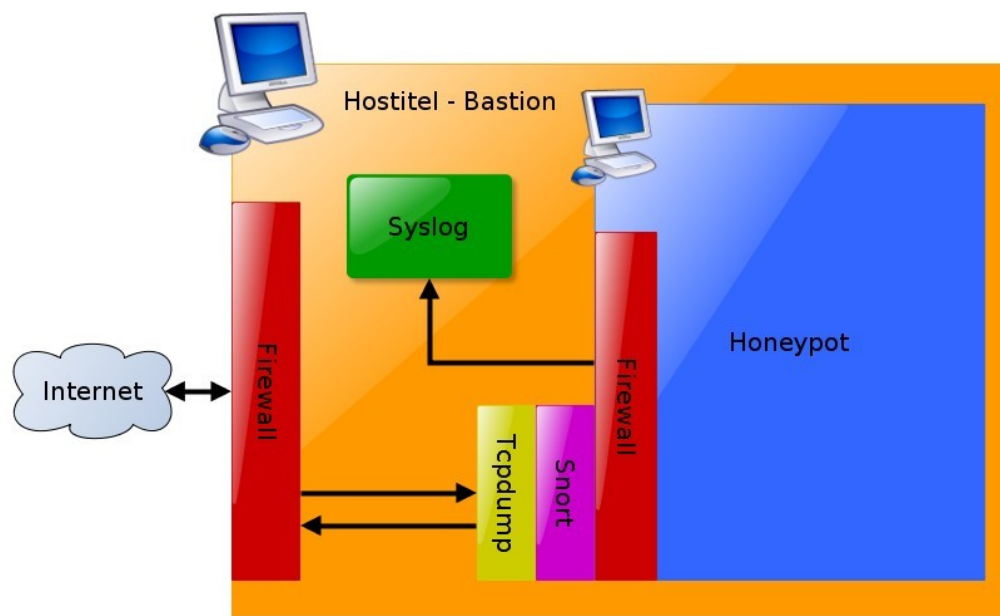 Hostitel - Bastion
Syslog
Honeypot
Internet
Firewall
Firewall
Tcpdump
Snort